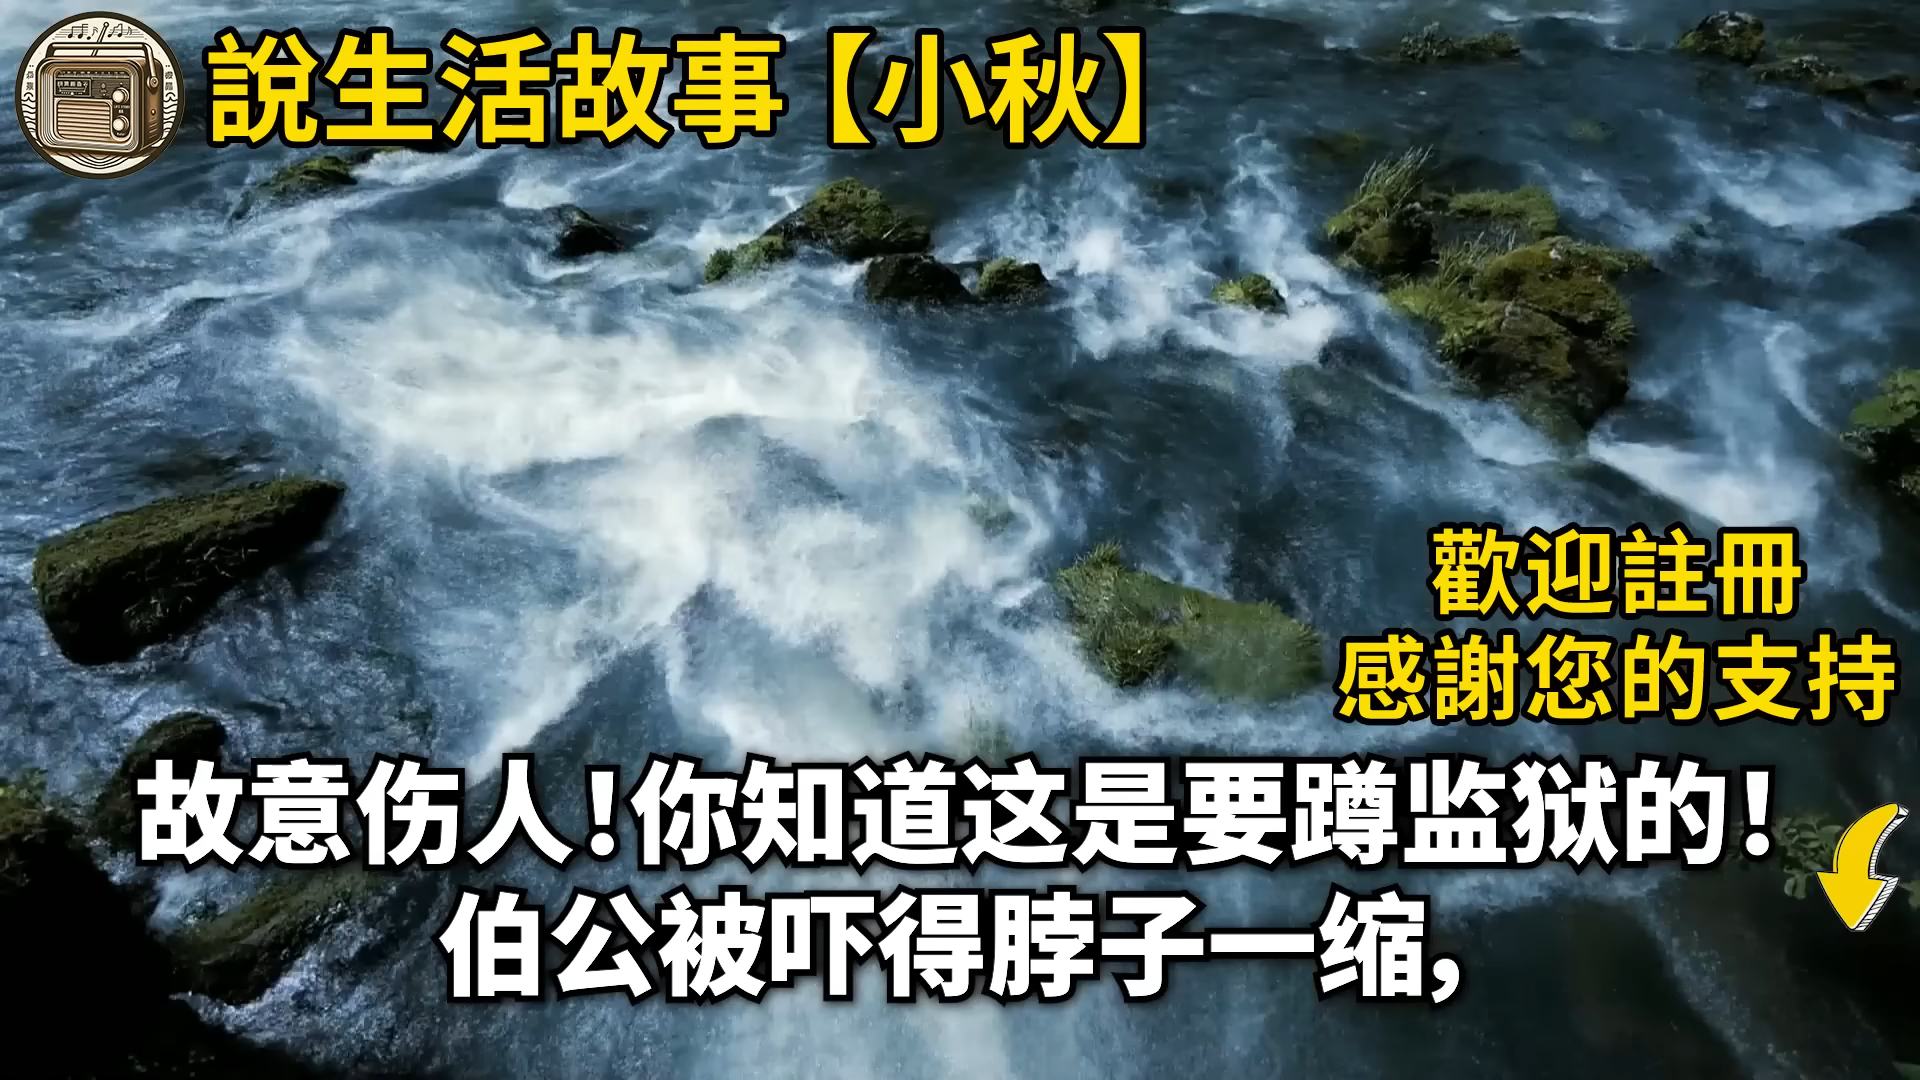 說生活故事【小秋】
歡迎註冊
感謝您的支持
故意伤人！你知道这是要蹲监狱的！
伯公被吓得脖子一缩，